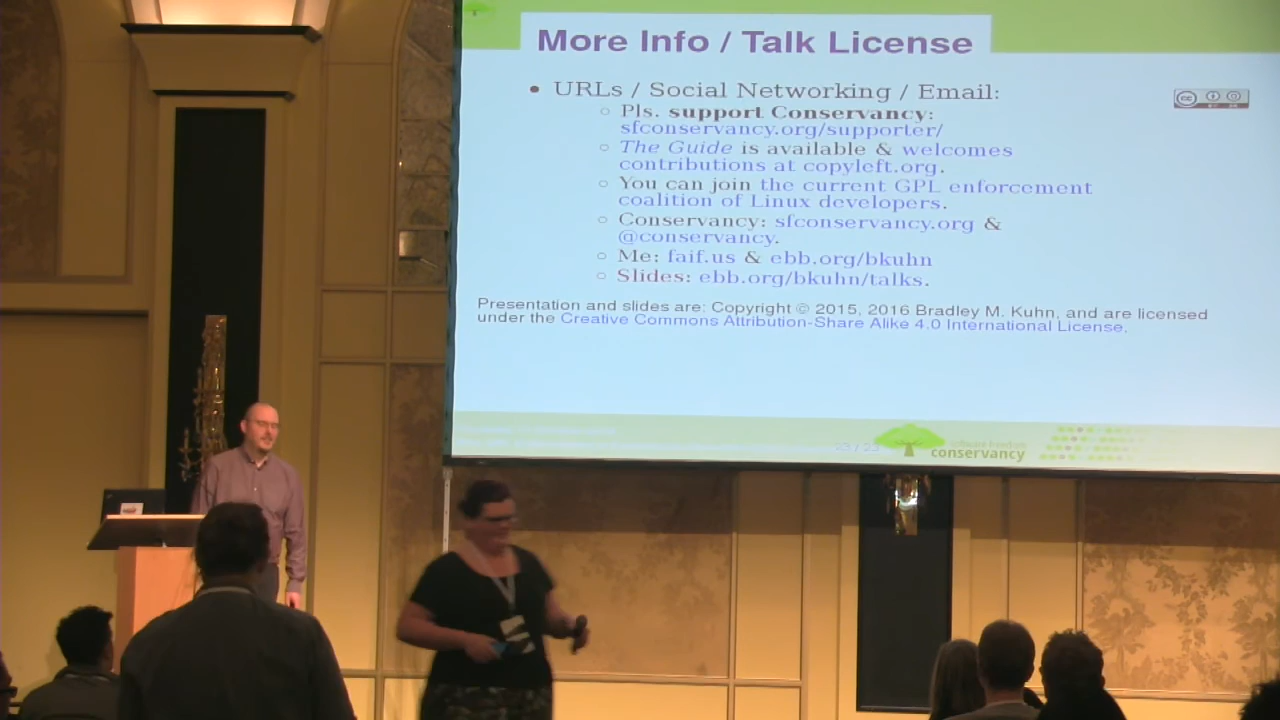 More Info / Talk License
• URLs / Social Networking / Email:
○ Pls. support Conservancy:
sfconservancy.org/supporter/
○ The Guide is available & welcomes
contributions at copyleft.org.
○ You can join the current GPL enforcement
coalition of Linux developers.
○ Conservancy: sfconservancy.org &
@conservancy.
○ Me: faif.us & ebb.org/bkuhn
○ Slides: ebb.org/bkuhn/talks.
Presentation and slides are: Copyright © 2015, 2016 Bradley M. Kuhn, and are licensed
under the Creative Commons Attribution-Share Alike 4.0 International License.
software freedom
conservancy